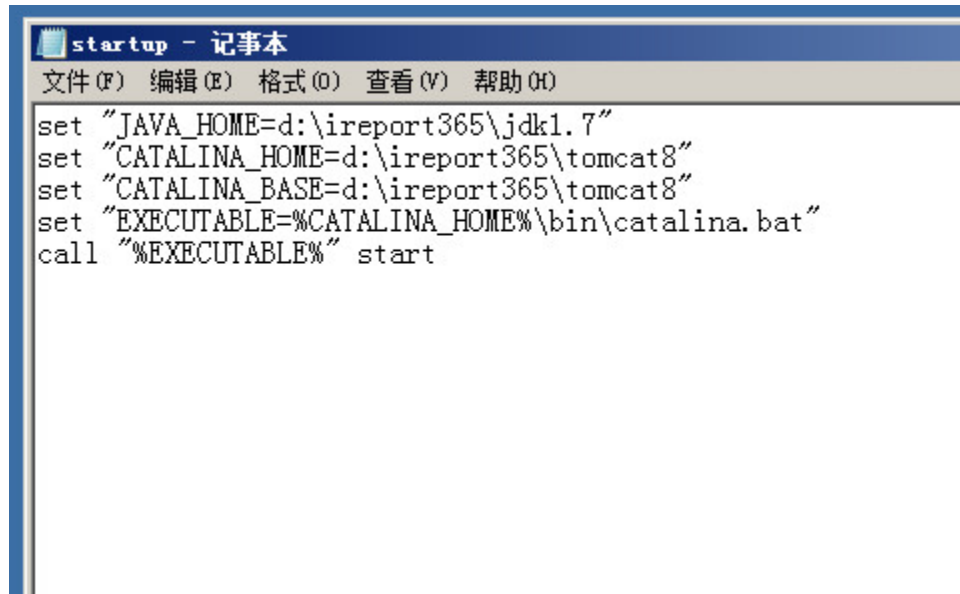 startup - 记事本
文件(F) 编辑(E) 格式(O) 查看(V) 帮助(H)
set "JAVA_HOME=d:\ireport365\jdk1.7"
set "CATALINA_HOME=d:\ireport365\tomcat8"
set "CATALINA_BASE=d:\ireport365\tomcat8"
set "EXECUTABLE=%CATALINA_HOME%\bin\catalina.bat"
call "%EXECUTABLE%" start